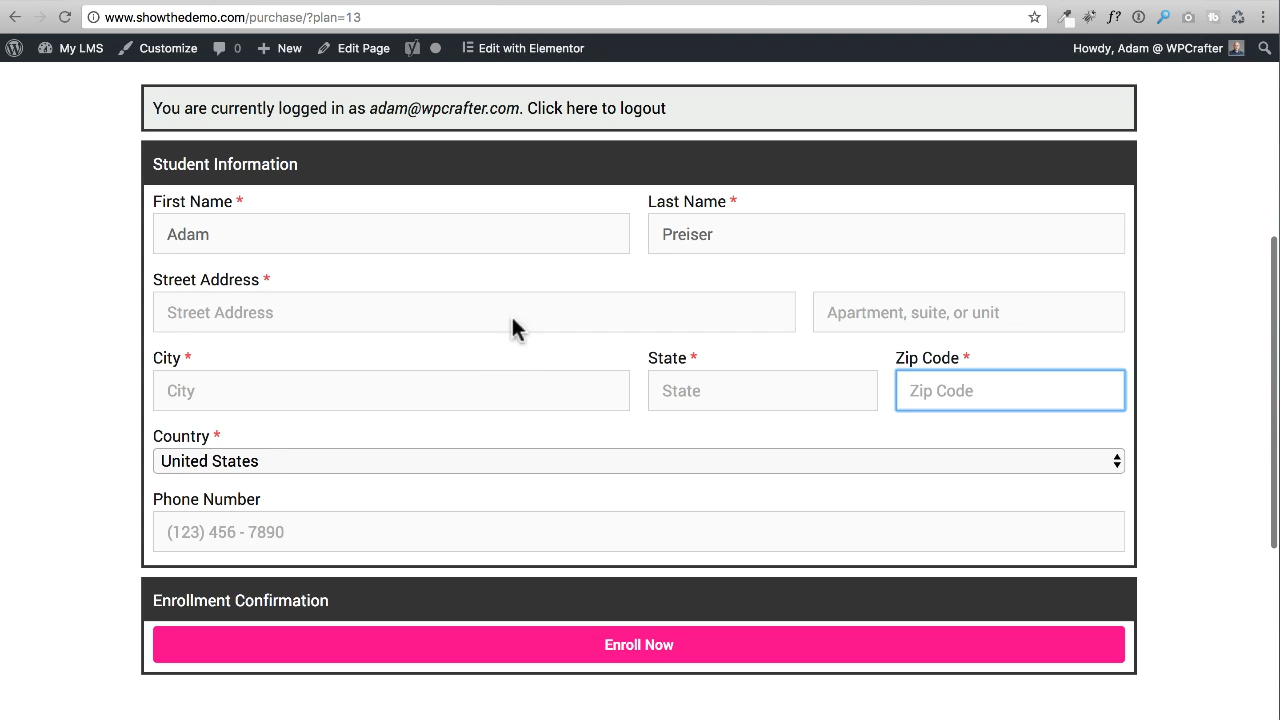 www.showthedemo.com/purchase/?plan=13
My LMS Customize 0 New Edit Page Edit with Elementor Howdy, Adam @ WPCrafter
You are currently logged in as adam@wpcrafter.com. Click here to logout
Student Information
First Name * Last Name *
Adam Preiser
Street Address *
Street Address Apartment, suite, or unit
City * State * Zip Code *
City State Zip Code
Country *
United States
Phone Number
(123) 456 - 7890
Enrollment Confirmation
Enroll Now